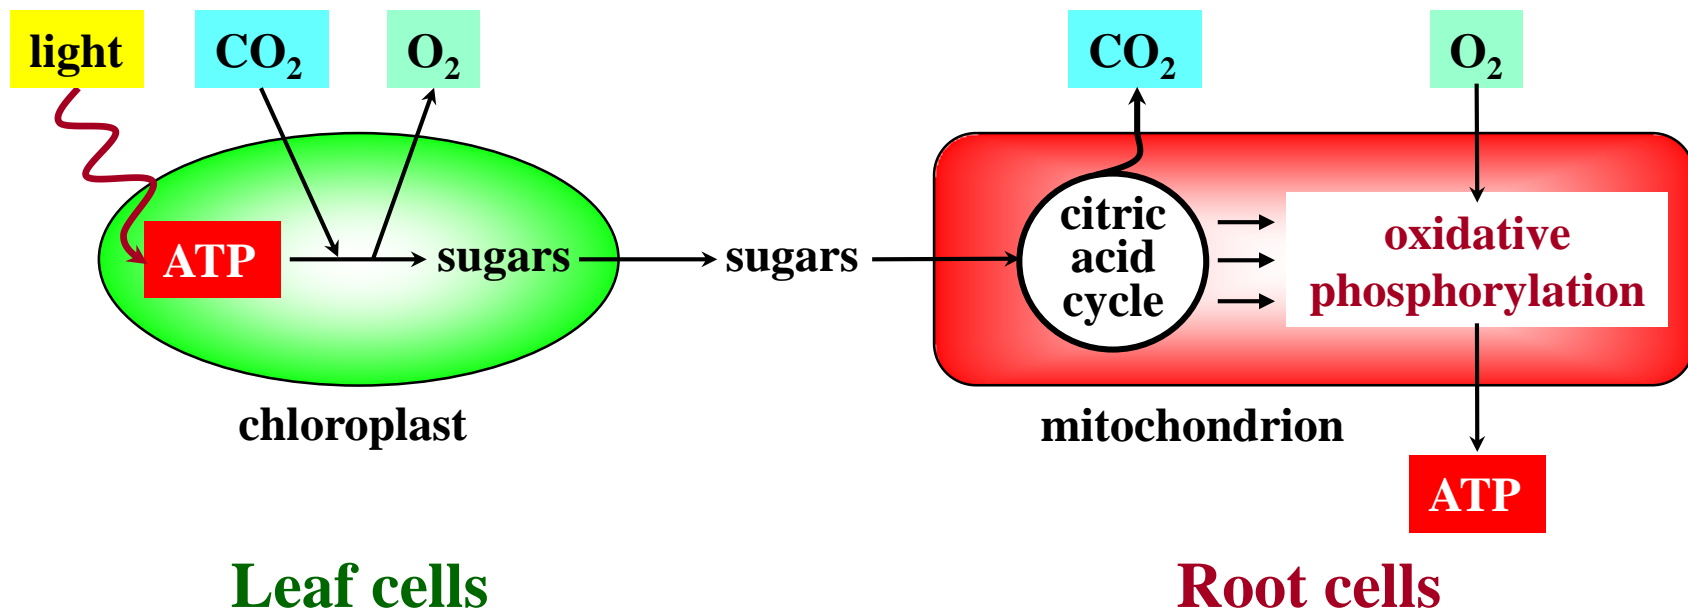 light
CO₂
O₂
CO₂
O₂
ATP
sugars
sugars
citric
acid
cycle
oxidative
phosphorylation
chloroplast
mitochondrion
ATP
Leaf cells
Root cells